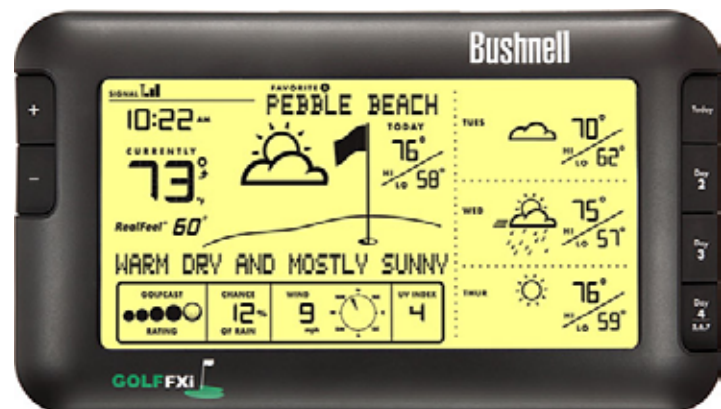 Bushnell
SIGNAL
FAVORITE
PEBBLE BEACH
10:22 AM
CURRENTLY
73°
F
RealFeel 60°
TODAY
76°
HI
LO 58°
WARM DRY AND MOSTLY SUNNY
GOLFCAST
RATING
CHANCE
12%
OF RAIN
WIND
9
mph
UV INDEX
4
TUES
70°
HI
LO 62°
WED
75°
HI
LO 57°
THUR
76°
HI
LO 59°
+
-
Today
Day
2
Day
3
Day
4
5,6,7
GOLF FXi